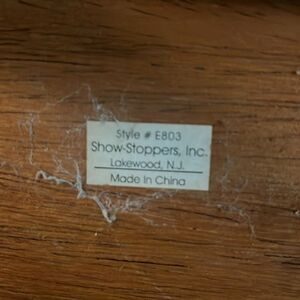 Style # E803
Show-Stoppers, Inc.
Lakewood, N.J.
Made In China